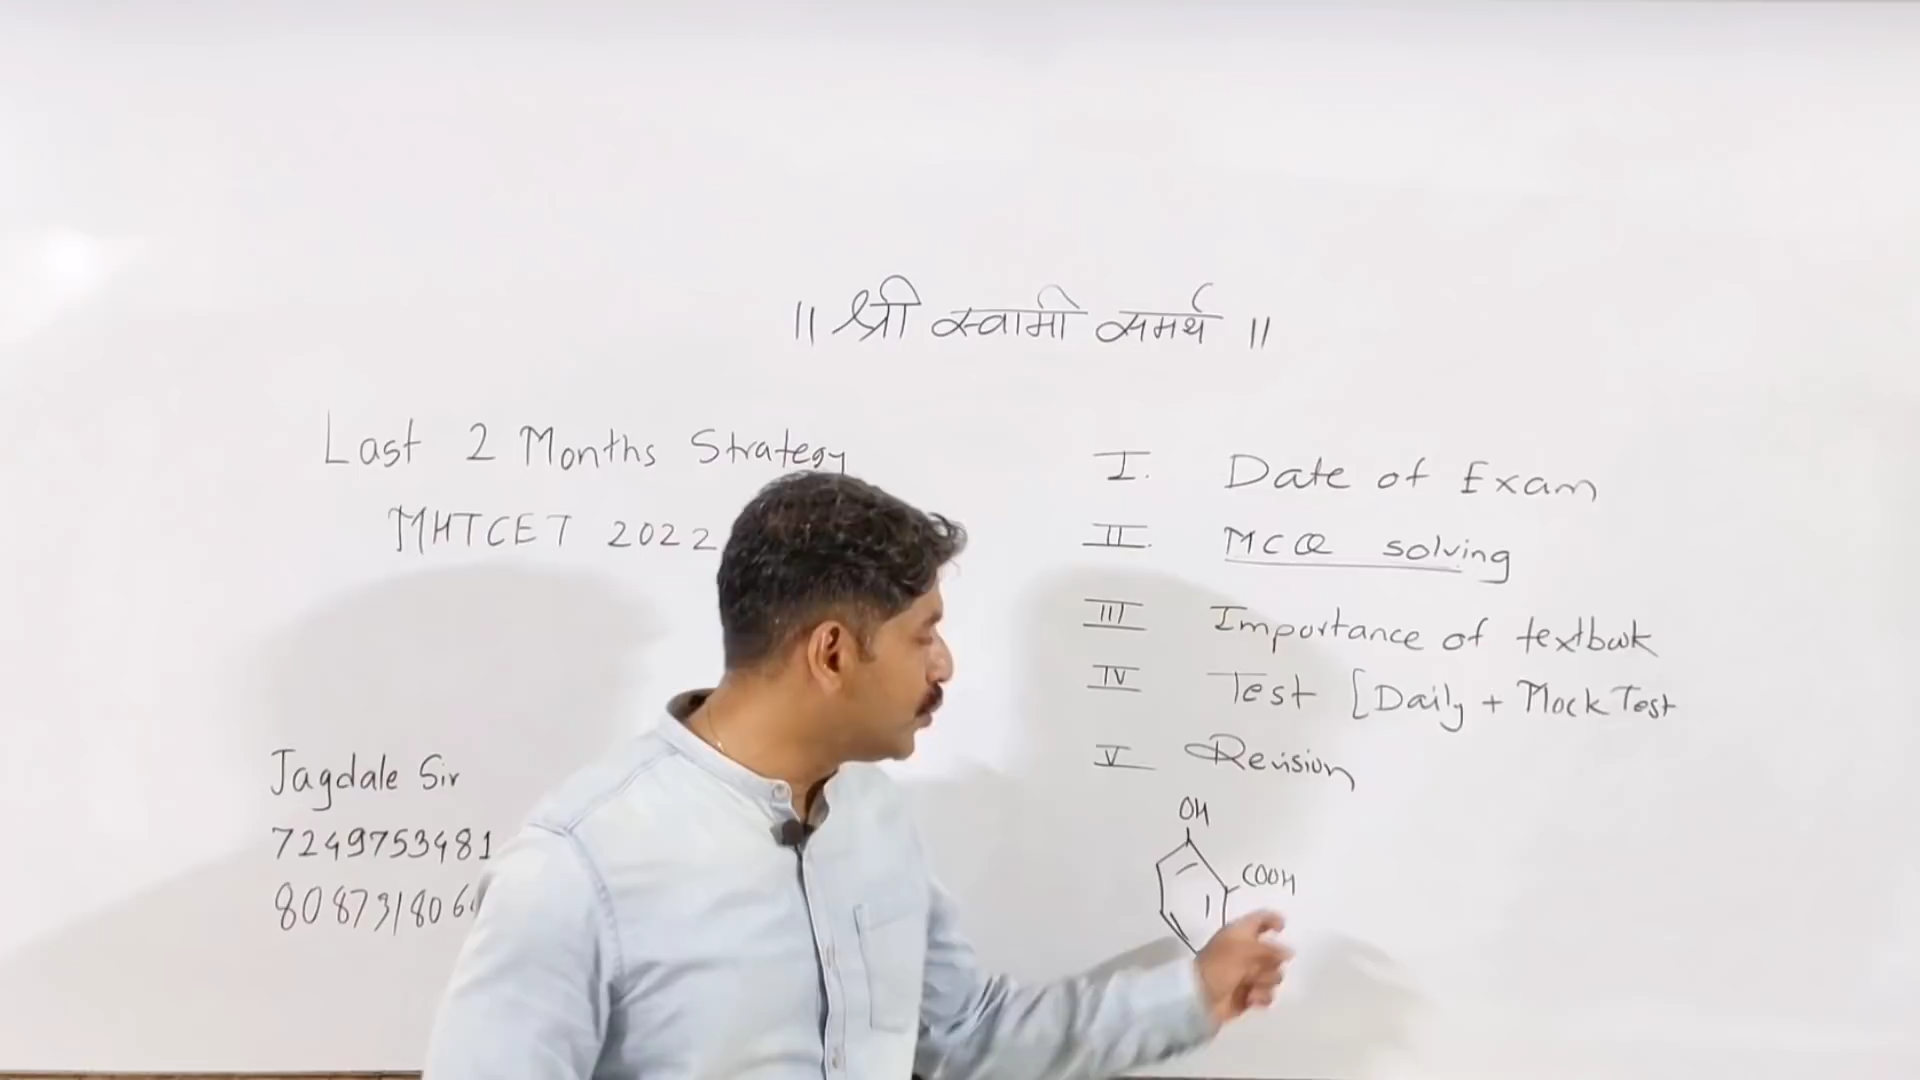 ॥ श्री स्वामी समर्थ ॥
Last 2 Months Strategy
MHTCET 2022
I. Date of Exam
II. MCQ solving
III Importance of textbook
IV Test [Daily + Mock Test
V Revision
OH
COOH
Jagdale Sir
7249753481